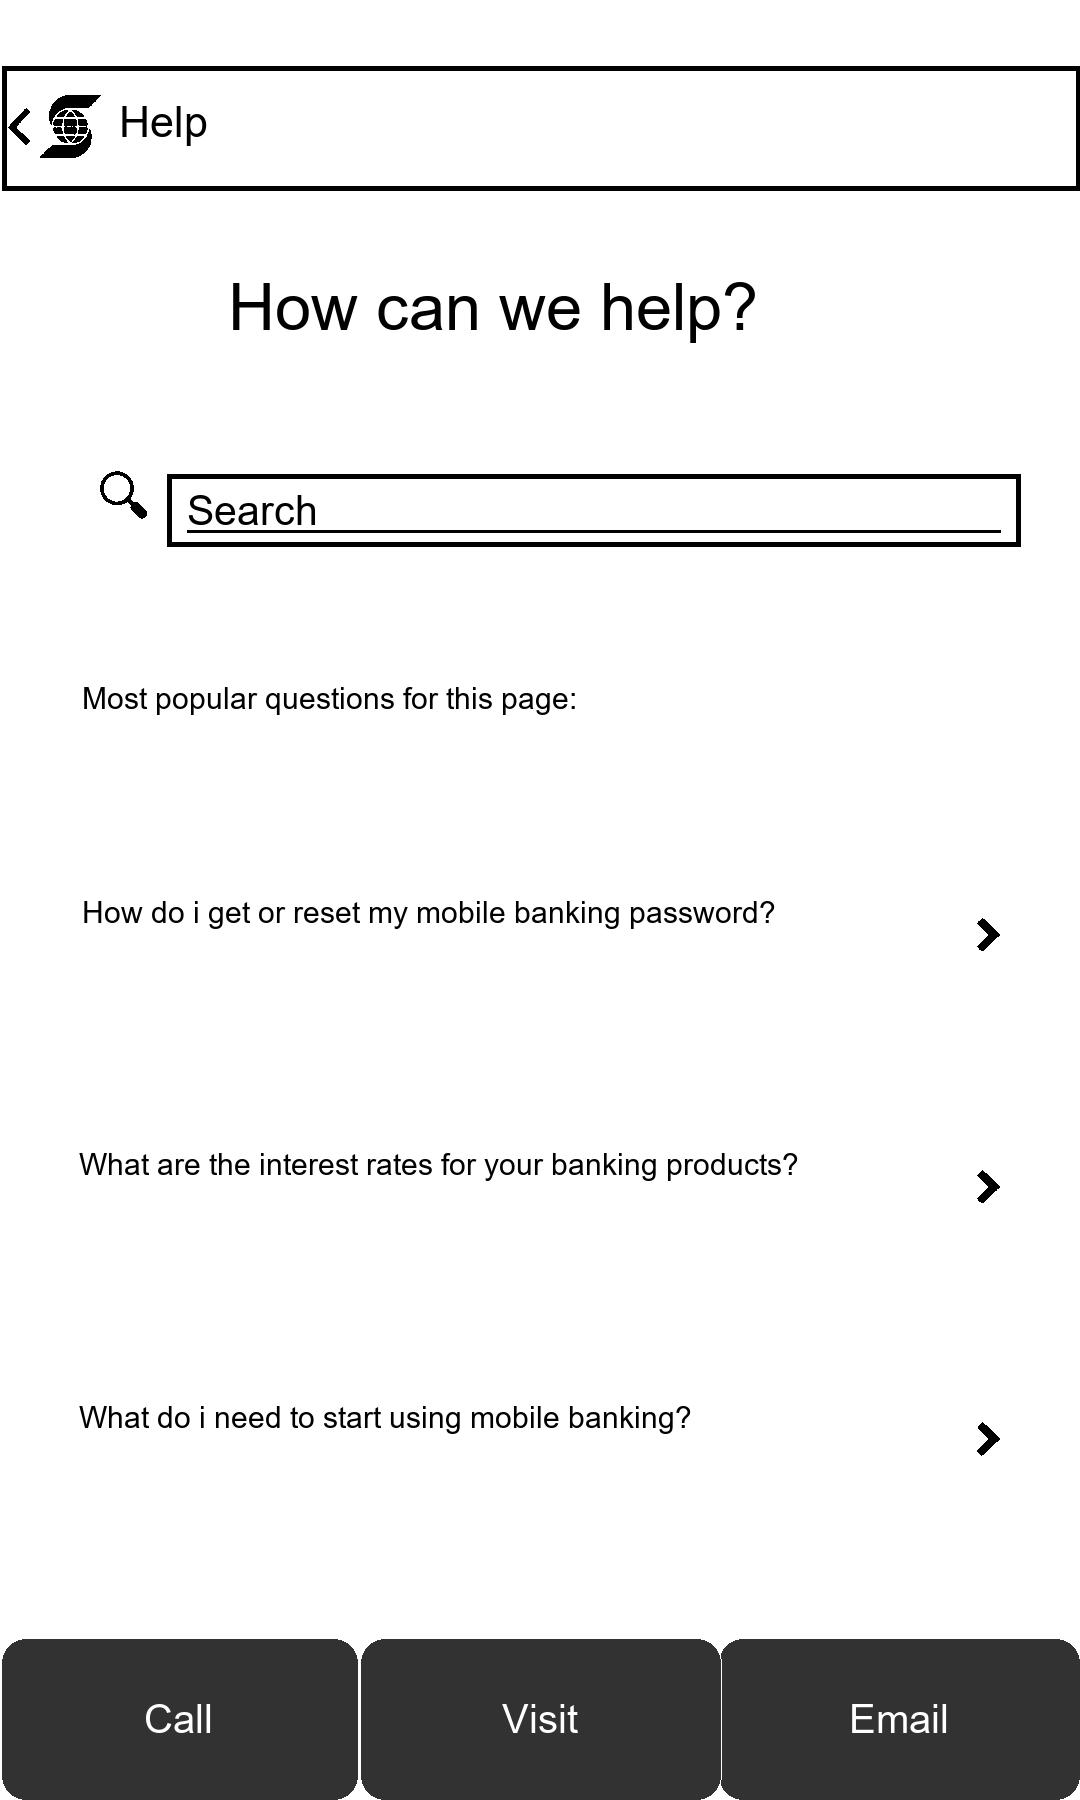 Help
How can we help?
Search
Most popular questions for this page:
How do i get or reset my mobile banking password?
What are the interest rates for your banking products?
What do i need to start using mobile banking?
Call
Visit
Email